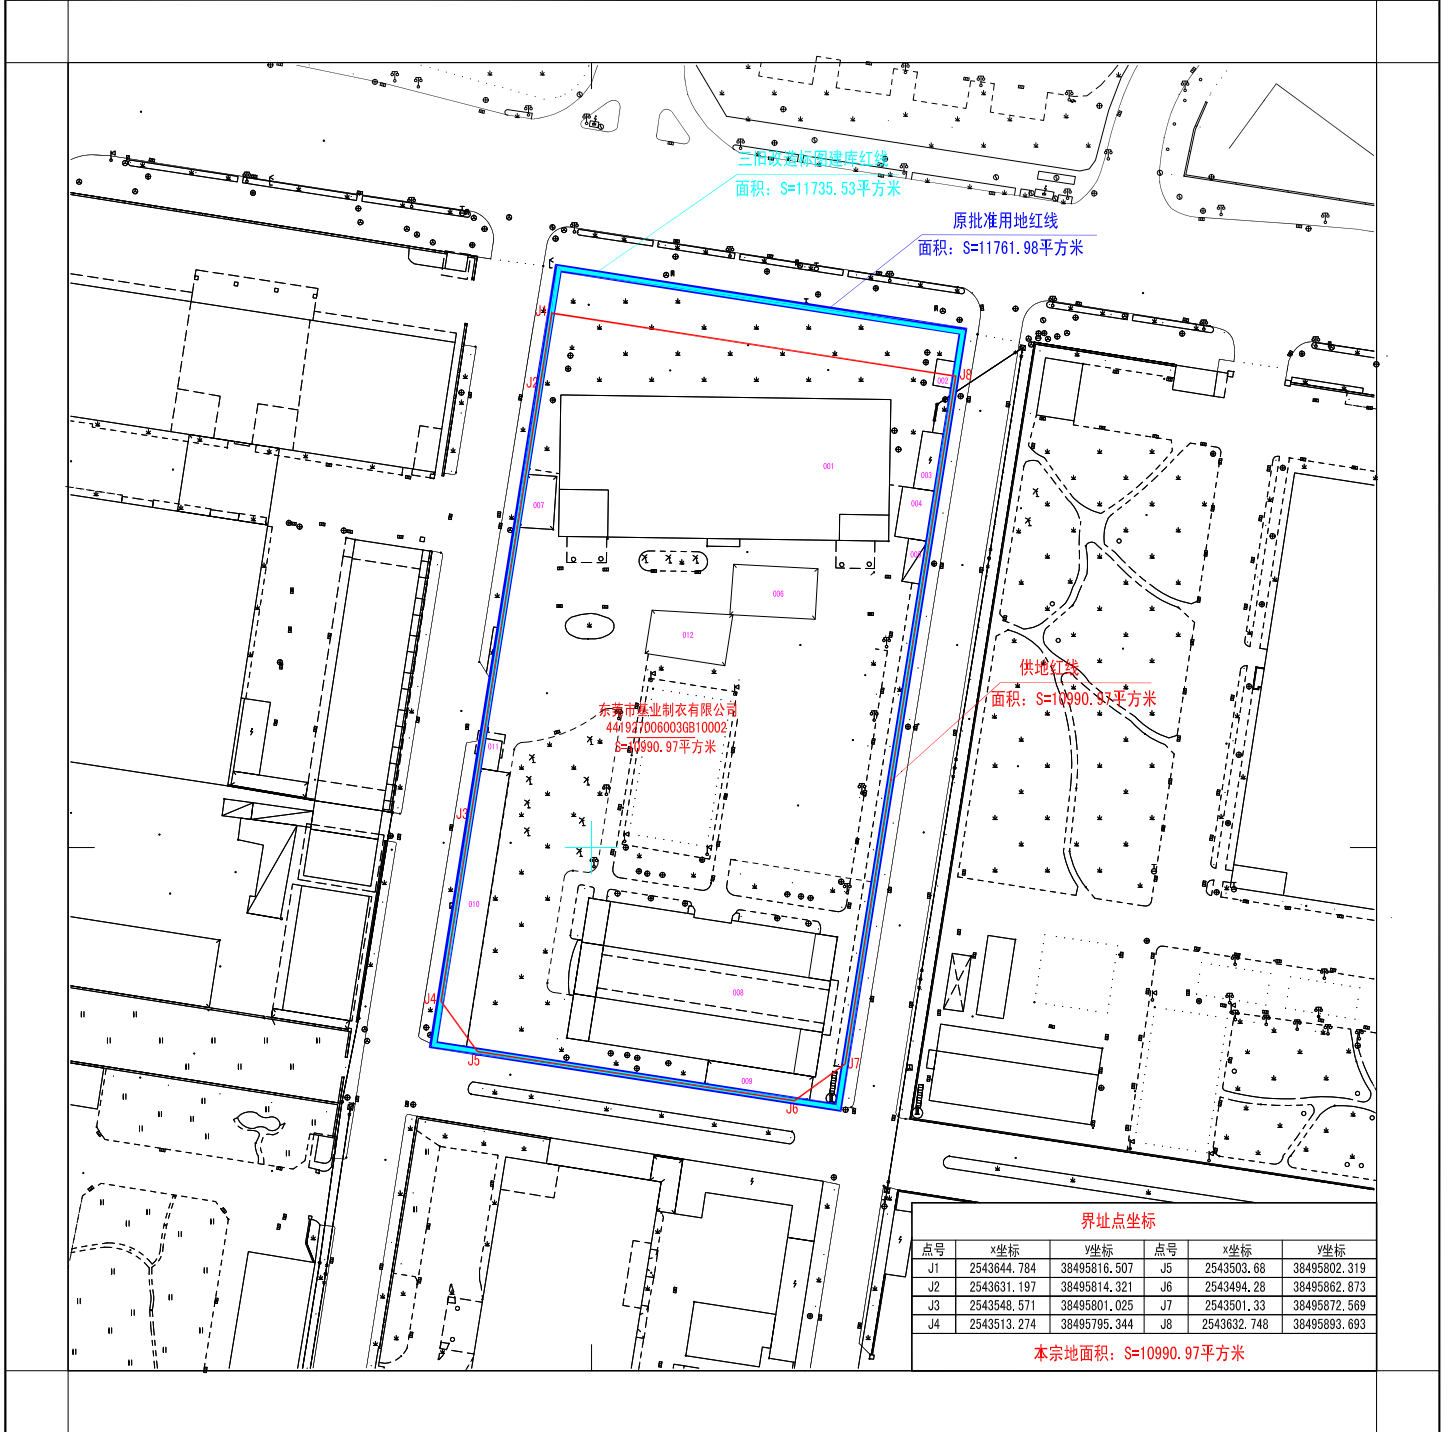 三旧改造标图建库红线
面积：S=11735.53平方米
原批准用地红线
面积：S=11761.98平方米
J1
J2
J8
002
001
003
007
004
005
006
012
供地红线
面积：S=10990.97平方米
东莞市基业制衣有限公司
441927006003GB10002
S=10990.97平方米
011
J3
010
008
J4
J5
J7
009
J6
界址点坐标
点号 x坐标 y坐标 点号 x坐标 y坐标
J1 2543644.784 38495816.507 J5 2543503.68 38495802.319
J2 2543631.197 38495814.321 J6 2543494.28 38495862.873
J3 2543548.571 38495801.025 J7 2543501.33 38495872.569
J4 2543513.274 38495795.344 J8 2543632.748 38495893.693
本宗地面积：S=10990.97平方米